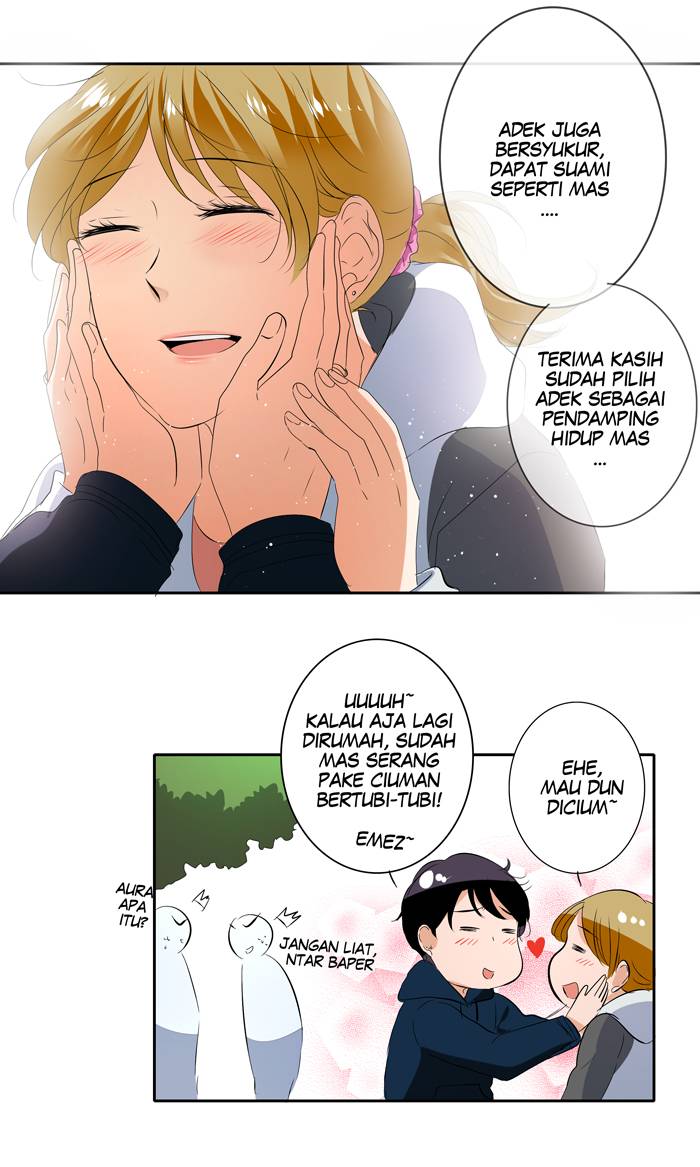 ADEK JUGA
BERSYUKUR,
DAPAT SUAMI
SEPERTI MAS
....
TERIMA KASIH
SUDAH PILIH
ADEK SEBAGAI
PENDAMPING
HIDUP MAS
...
UUUUH~
KALAU AJA LAGI
DIRUMAH, SUDAH
MAS SERANG
PAKE CIUMAN
BERTUBI-TUBI!
EMEZ~
EHE,
MAU DUN
DICIUM~
AURA
APA
ITU?
JANGAN LIAT,
NTAR BAPER